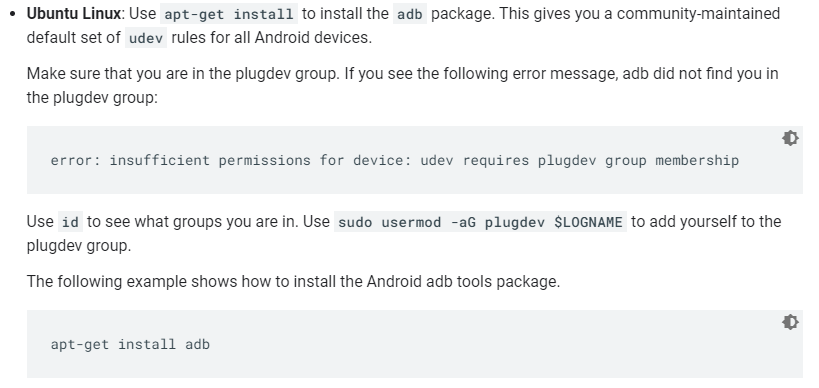 • Ubuntu Linux: Use apt-get install to install the adb package. This gives you a community-maintained
default set of udev rules for all Android devices.
Make sure that you are in the plugdev group. If you see the following error message, adb did not find you in
the plugdev group:
error: insufficient permissions for device: udev requires plugdev group membership
Use id to see what groups you are in. Use sudo usermod -aG plugdev $LOGNAME to add yourself to the
plugdev group.
The following example shows how to install the Android adb tools package.
apt-get install adb